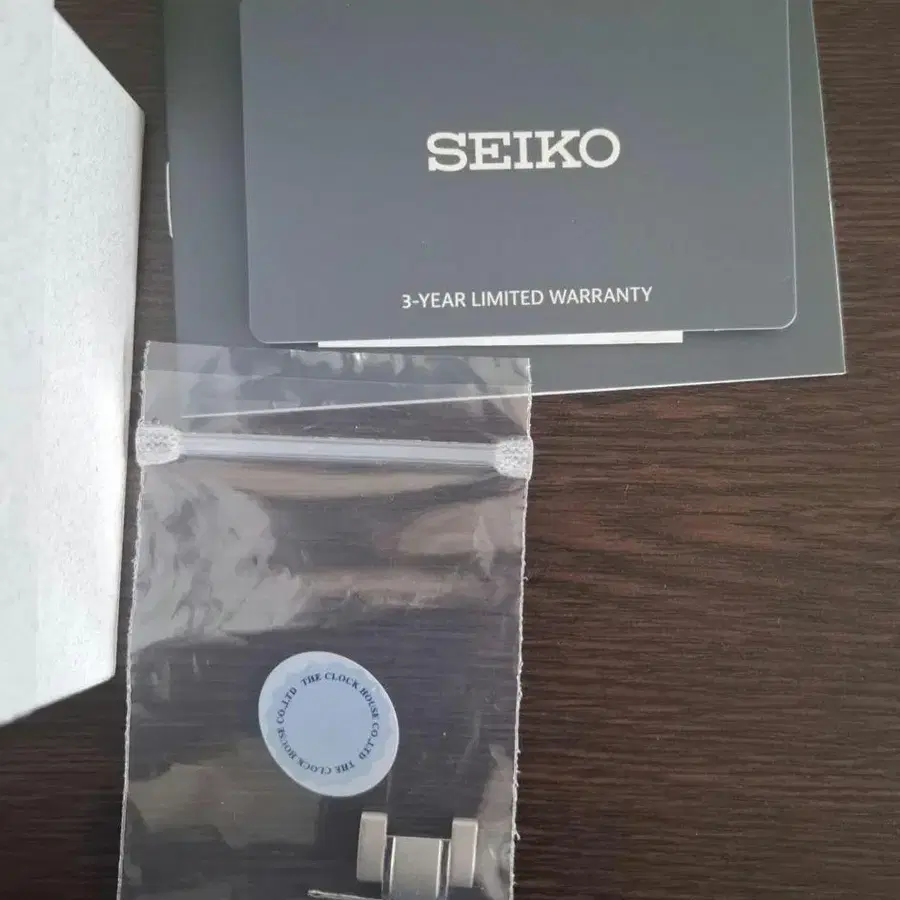 SEIKO
3-YEAR LIMITED WARRANTY
THE CLOCK HOUSE CO.,LTD THE CLOCK HOUSE CO.,LTD